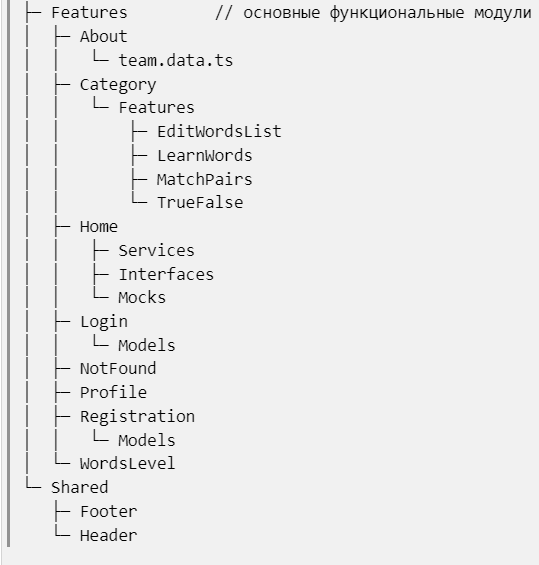 ├─ Features         // основные функциональные модули
│  ├─ About
│  │   └─ team.data.ts
│  ├─ Category
│  │   └─ Features
│  │       ├─ EditWordsList
│  │       ├─ LearnWords
│  │       ├─ MatchPairs
│  │       └─ TrueFalse
│  ├─ Home
│  │   ├─ Services
│  │   ├─ Interfaces
│  │   └─ Mocks
│  ├─ Login
│  │   └─ Models
│  ├─ NotFound
│  ├─ Profile
│  ├─ Registration
│  │   └─ Models
│  └─ WordsLevel
└─ Shared
   ├─ Footer
   └─ Header